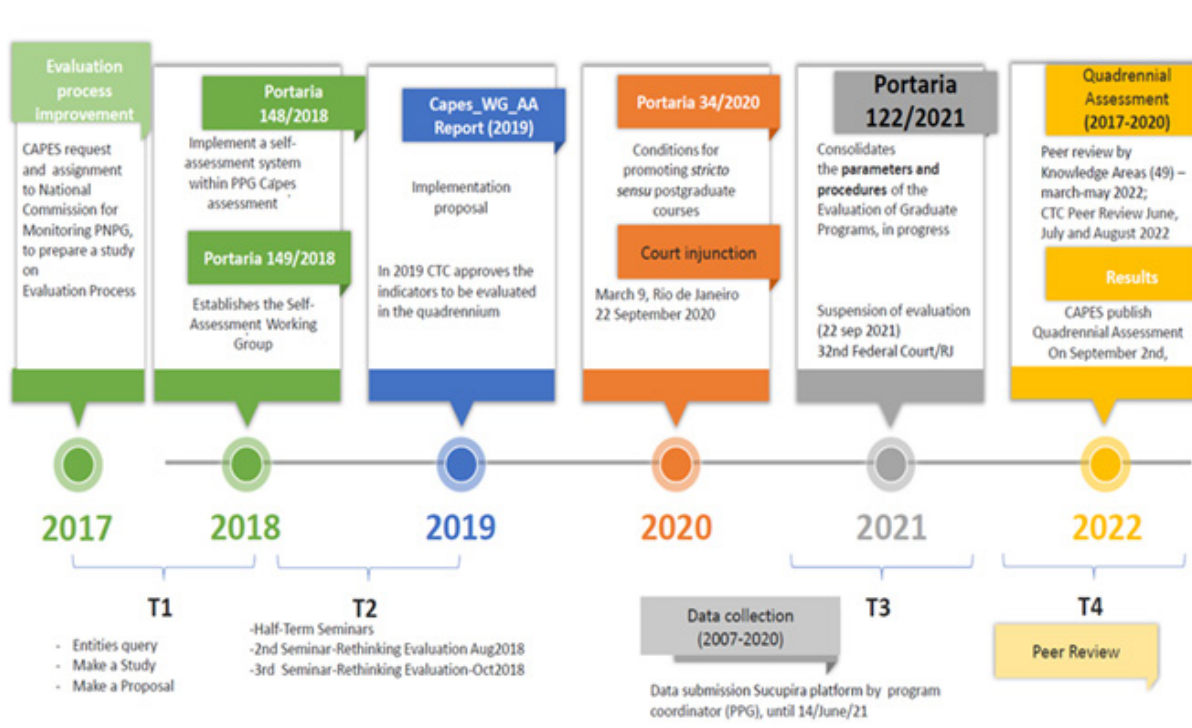 Evaluation
process
improvement
CAPES request
and assignment
to National
Commission for
Monitoring PNPG,
to prepare a study
on
Evaluation Process
Portaria
148/2018
Implement a self-
assessment system
within PPG Capes
assessment
Portaria 149/2018
Establishes the Self-
Assessment Working
Group
Capes_WG_AA
Report (2019)
Implementation
proposal
In 2019 CTC approves the
indicators to be evaluated
in the quadrennium
Portaria 34/2020
Conditions for
promoting stricto
sensu postgraduate
courses
Court injunction
March 9, Rio de Janeiro
22 September 2020
Portaria
122/2021
Consolidates
the parameters and
procedures of the
Evaluation of Graduate
Programs, in progress
Suspension of evaluation
(22 sep 2021)
32nd Federal Court/RJ
Quadrennial
Assessment
(2017-2020)
Peer review by
Knowledge Areas (49) –
march-may 2022;
CTC Peer Review June,
July and August 2022
Results
CAPES publish
Quadrennial Assessment
On September 2nd,
2017
2018
2019
2020
2021
2022
T1
- Entities query
- Make a Study
- Make a Proposal
T2
-Half-Term Seminars
-2nd Seminar-Rethinking Evaluation Aug2018
-3rd Seminar-Rethinking Evaluation-Oct2018
Data collection
(2007-2020)
Data submission Sucupira platform by program
coordinator (PPG), until 14/June/21
T3
T4
Peer Review